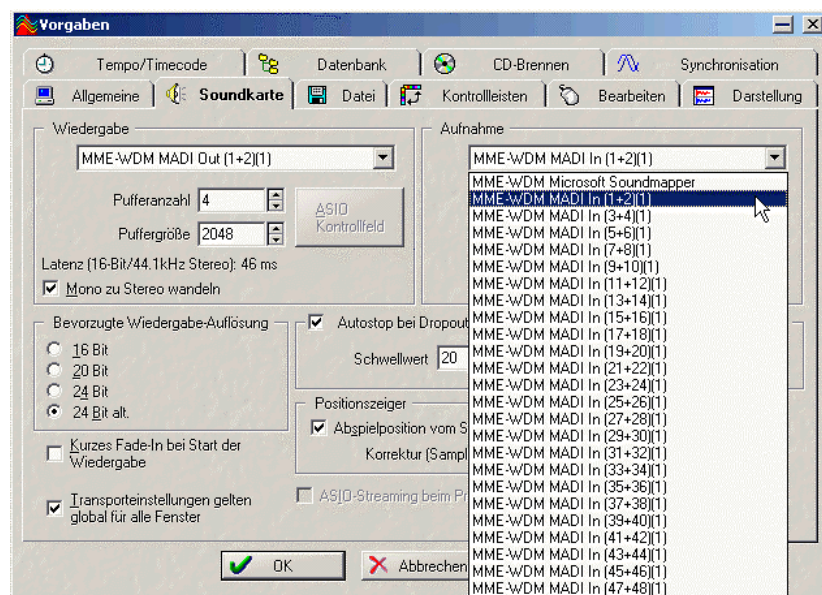 Vorgaben
Tempo/Timecode
Datenbank
CD-Brennen
Synchronisation
Allgemeine
Soundkarte
Datei
Kontrollleisten
Bearbeiten
Darstellung
Wiedergabe
MME-WDM MADI Out (1+2)(1)
Pufferanzahl 4
Puffergröße 2048
ASIO
Kontrollfeld
Latenz (16-Bit/44.1kHz Stereo): 46 ms
Mono zu Stereo wandeln
Aufnahme
MME-WDM MADI In (1+2)(1)
MME-WDM Microsoft Soundmapper
MME-WDM MADI In (1+2)(1)
MME-WDM MADI In (3+4)(1)
MME-WDM MADI In (5+6)(1)
MME-WDM MADI In (7+8)(1)
MME-WDM MADI In (9+10)(1)
MME-WDM MADI In (11+12)(1)
MME-WDM MADI In (13+14)(1)
MME-WDM MADI In (15+16)(1)
MME-WDM MADI In (17+18)(1)
MME-WDM MADI In (19+20)(1)
MME-WDM MADI In (21+22)(1)
MME-WDM MADI In (23+24)(1)
MME-WDM MADI In (25+26)(1)
MME-WDM MADI In (27+28)(1)
MME-WDM MADI In (29+30)(1)
MME-WDM MADI In (31+32)(1)
MME-WDM MADI In (33+34)(1)
MME-WDM MADI In (35+36)(1)
MME-WDM MADI In (37+38)(1)
MME-WDM MADI In (39+40)(1)
MME-WDM MADI In (41+42)(1)
MME-WDM MADI In (43+44)(1)
MME-WDM MADI In (45+46)(1)
MME-WDM MADI In (47+48)(1)
Bevorzugte Wiedergabe-Auflösung
16 Bit
20 Bit
24 Bit
24 Bit alt.
Autostop bei Dropout
Schwellwert 20
Positionszeiger
Abspielposition vom S
Korrektur (Sampl
Kurzes Fade-In bei Start der
Wiedergabe
Transporteinstellungen gelten
global für alle Fenster
ASIO-Streaming beim Pr
OK
Abbrechen